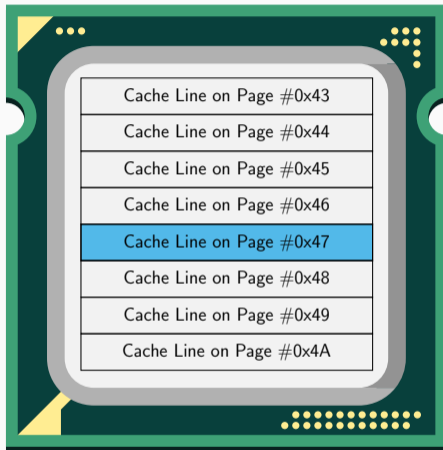 Cache Line on Page #0x43
Cache Line on Page #0x44
Cache Line on Page #0x45
Cache Line on Page #0x46
Cache Line on Page #0x47
Cache Line on Page #0x48
Cache Line on Page #0x49
Cache Line on Page #0x4A